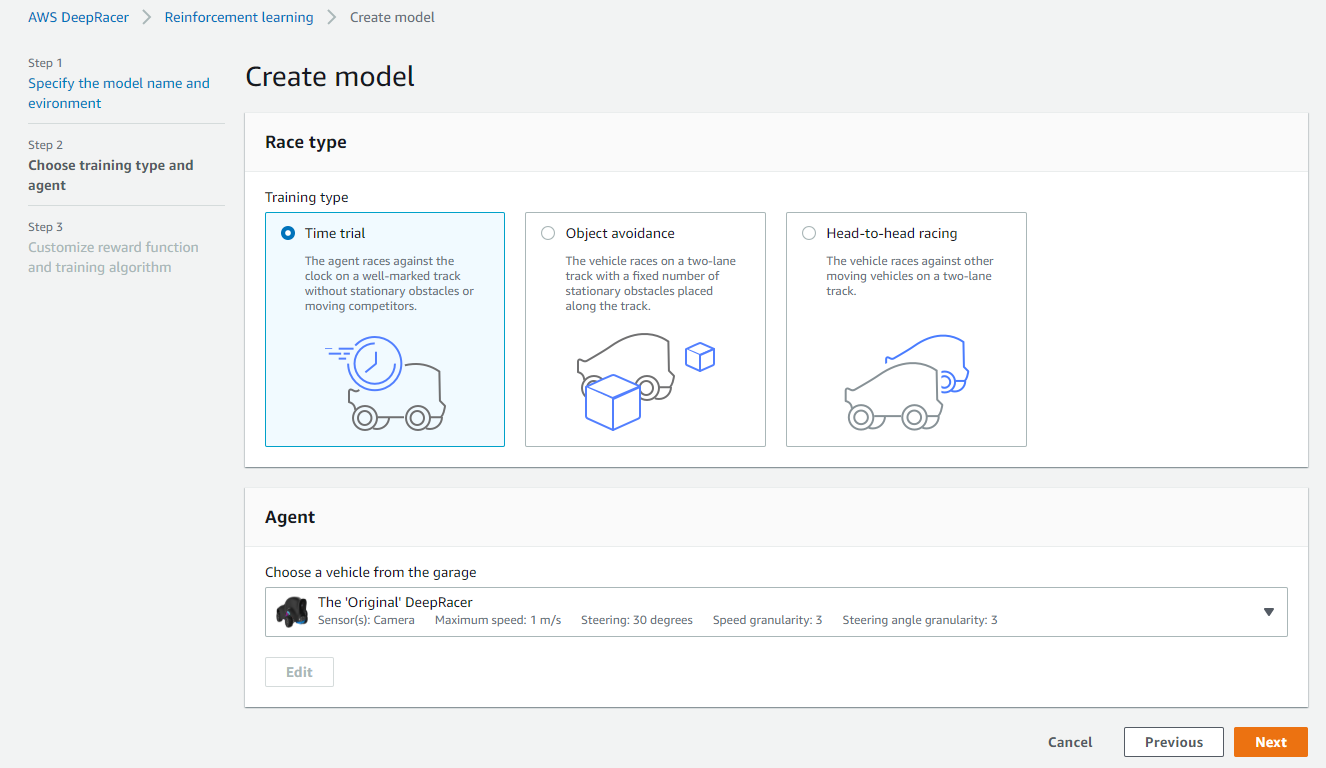 AWS DeepRacer > Reinforcement learning > Create model
Step 1
Specify the model name and
evironment
Step 2
Choose training type and
agent
Step 3
Customize reward function
and training algorithm
Create model
Race type
Training type
Time trial
The agent races against the
clock on a well-marked track
without stationary obstacles or
moving competitors.
Object avoidance
The vehicle races on a two-lane
track with a fixed number of
stationary obstacles placed
along the track.
Head-to-head racing
The vehicle races against other
moving vehicles on a two-lane
track.
Agent
Choose a vehicle from the garage
The 'Original' DeepRacer
Sensor(s): Camera Maximum speed: 1 m/s Steering: 30 degrees Speed granularity: 3 Steering angle granularity: 3
Edit
Cancel Previous Next